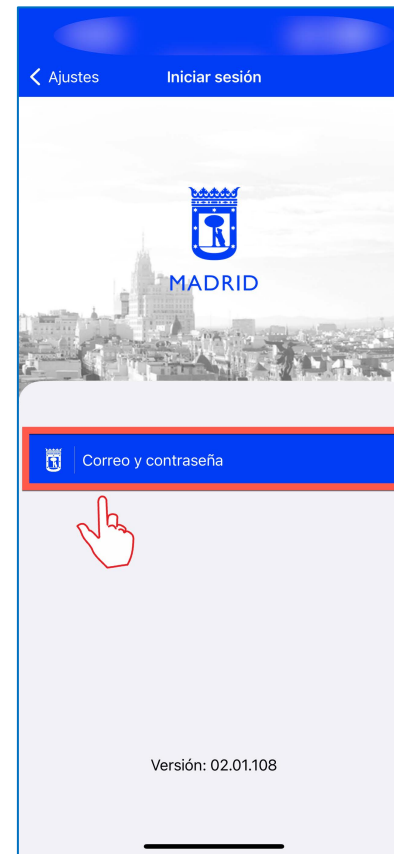 Ajustes
Iniciar sesión
MADRID
Correo y contraseña
Versión: 02.01.108